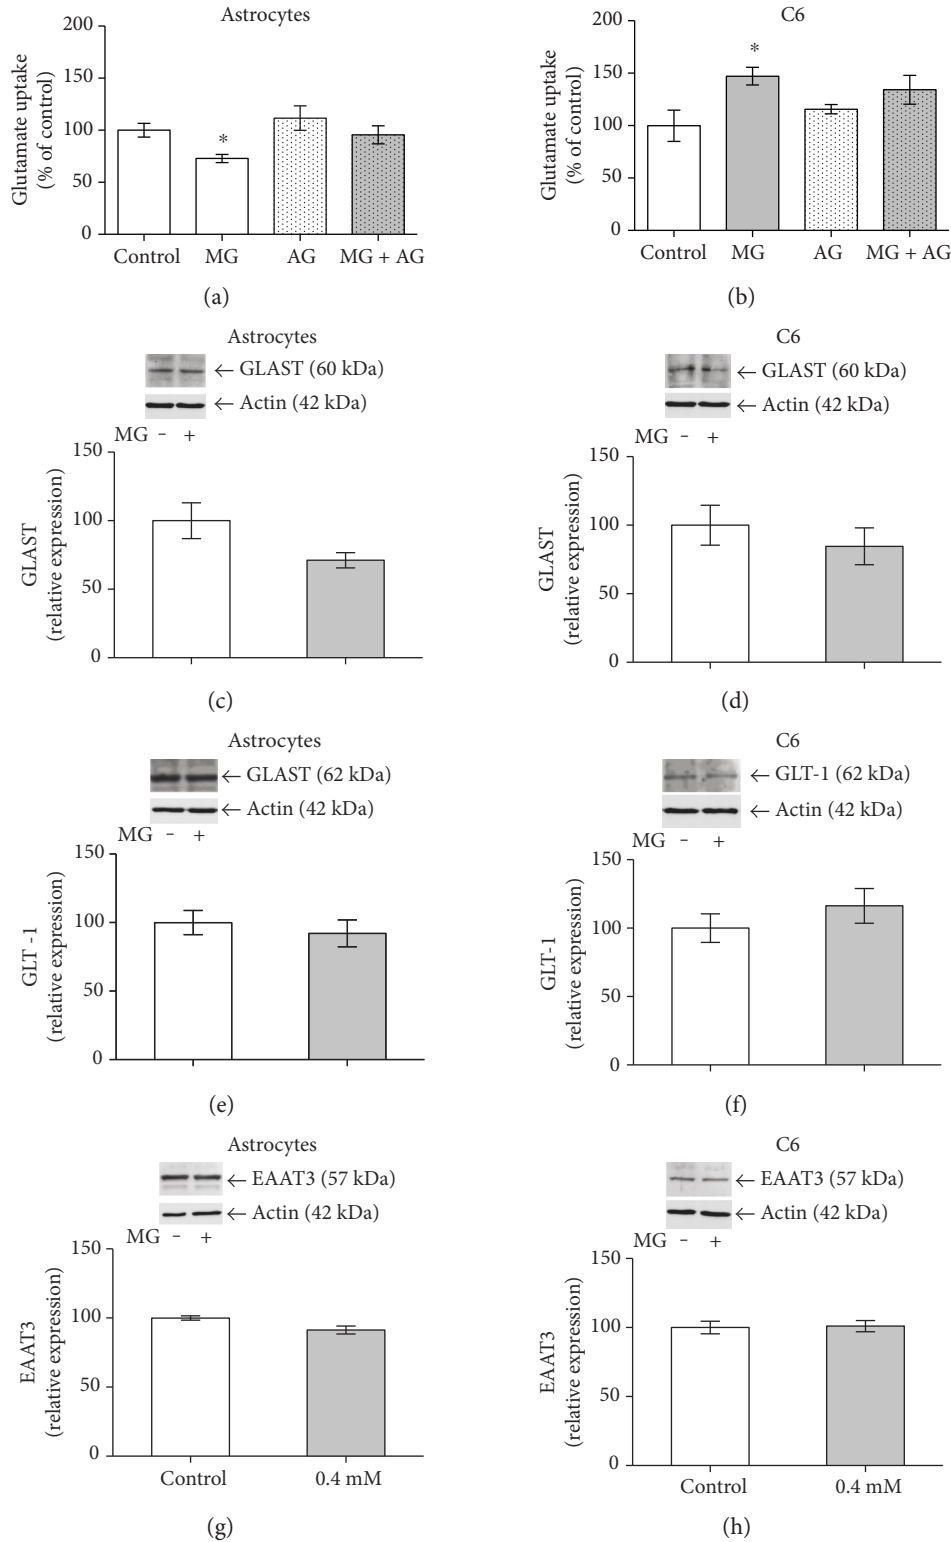 Astrocytes
Glutamate uptake
(% of control)
200
150
100
50
0
*
Control MG AG MG + AG
(a)
C6
Glutamate uptake
(% of control)
200
150
100
50
0
*
Control MG AG MG + AG
(b)
Astrocytes
← GLAST (60 kDa)
← Actin (42 kDa)
MG - +
GLAST
(relative expression)
150
100
50
0
(c)
C6
← GLAST (60 kDa)
← Actin (42 kDa)
MG - +
GLAST
(relative expression)
150
100
50
0
(d)
Astrocytes
← GLAST (62 kDa)
← Actin (42 kDa)
MG - +
GLT -1
(relative expression)
150
100
50
0
(e)
C6
← GLT-1 (62 kDa)
← Actin (42 kDa)
MG - +
GLT-1
(relative expression)
150
100
50
0
(f)
Astrocytes
← EAAT3 (57 kDa)
← Actin (42 kDa)
MG - +
EAAT3
(relative expression)
150
100
50
0
Control 0.4 mM
(g)
C6
← EAAT3 (57 kDa)
← Actin (42 kDa)
MG - +
EAAT3
(relative expression)
150
100
50
0
Control 0.4 mM
(h)